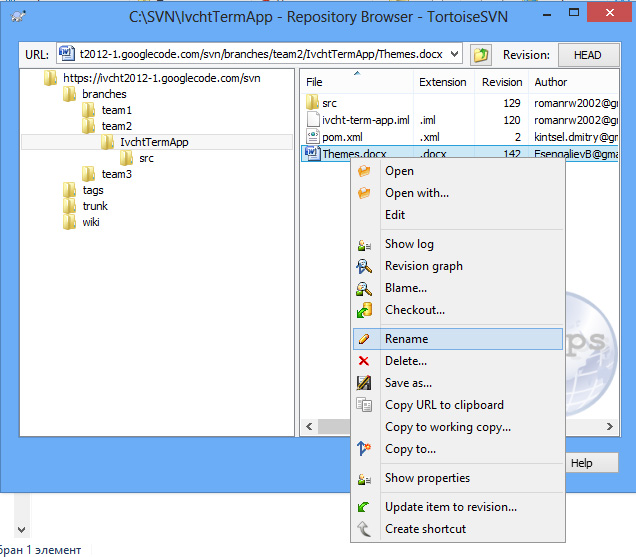 C:\SVN\IvchtTermApp - Repository Browser - TortoiseSVN
URL: t2012-1.googlecode.com/svn/branches/team2/IvchtTermApp/Themes.docx Revision: HEAD
https://ivcht2012-1.googlecode.com/svn
branches
team1
team2
IvchtTermApp
src
team3
tags
trunk
wiki
File Extension Revision Author
src 129 romanrw2002@g
ivcht-term-app.iml .iml 120 romanrw2002@g
pom.xml .xml 2 kintsel.dmitry@g
Themes.docx .docx 142 EsengalievB@gma
Open
Open with...
Edit
Show log
Revision graph
Blame...
Checkout...
Rename
Delete...
Save as...
Copy URL to clipboard
Copy to working copy...
Copy to...
Show properties
Update item to revision...
Create shortcut
ps
Help
бран 1 элемент